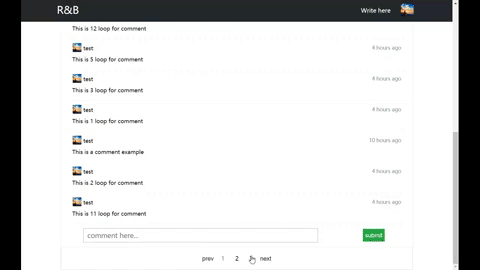 R&B Write here
This is 12 loop for comment
test 4 hours ago
This is 5 loop for comment
test 4 hours ago
This is 3 loop for comment
test 4 hours ago
This is 1 loop for comment
test 10 hours ago
This is a comment example
test 4 hours ago
This is 2 loop for comment
test 4 hours ago
This is 11 loop for comment
comment here... submit
prev 1 2 next